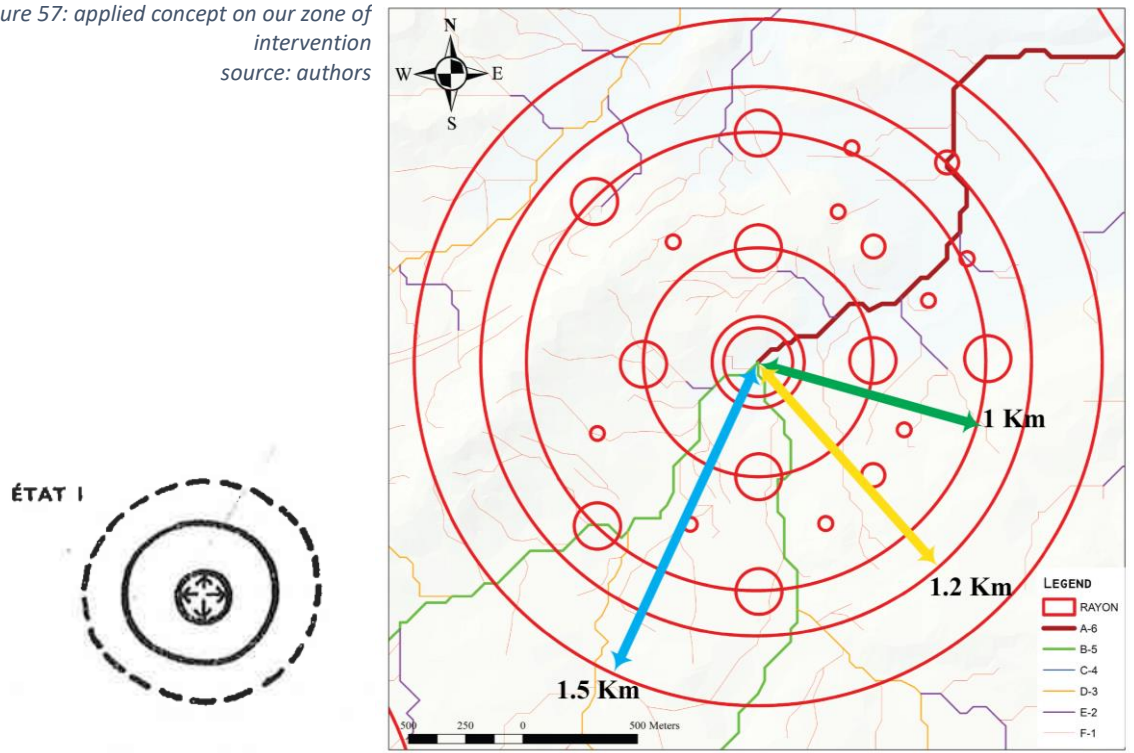 ure 57: applied concept on our zone of
intervention
source: authors
N
W E
S
1 Km
1.2 Km
1.5 Km
ÉTAT I
LEGEND
RAYON
A-6
B-5
C-4
D-3
E-2
F-1
500 250 0 500 Meters